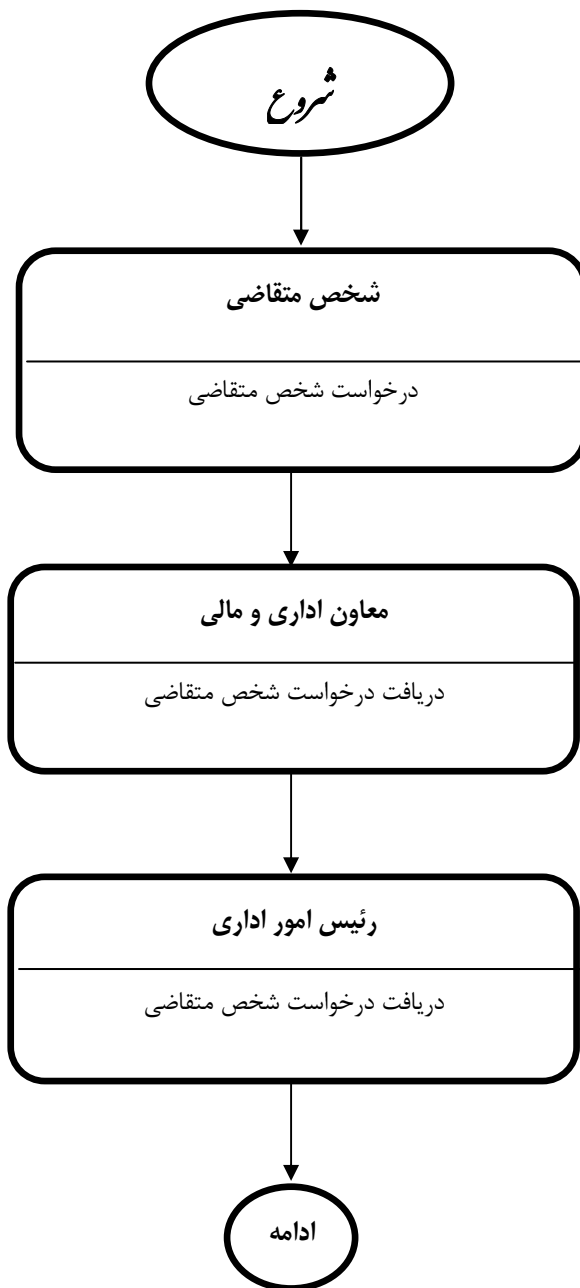 شروع
شخص متقاضی
درخواست شخص متقاضی
معاون اداری و مالی
دریافت درخواست شخص متقاضی
رئیس امور اداری
دریافت درخواست شخص متقاضی
ادامه